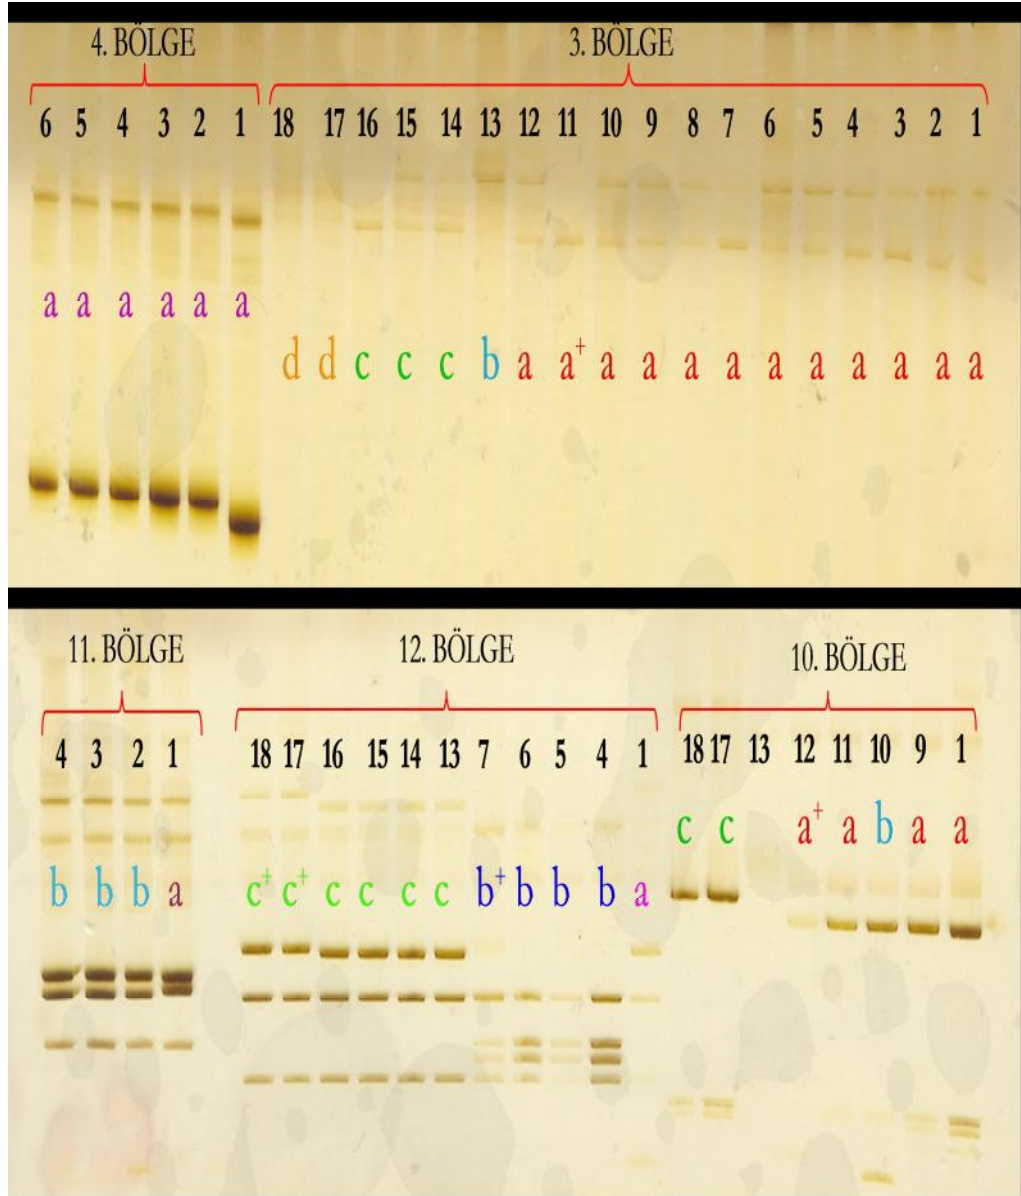 4. BÖLGE 3. BÖLGE
6 5 4 3 2 1 18 17 16 15 14 13 12 11 10 9 8 7 6 5 4 3 2 1
a a a a a a
d d c c c b a a⁺ a a a a a a a a a a
11. BÖLGE 12. BÖLGE 10. BÖLGE
4 3 2 1 18 17 16 15 14 13 7 6 5 4 1 18 17 13 12 11 10 9 1
c c a⁺ a b a a
b b b a c⁺ c⁺ c c c c b⁺ b b b a